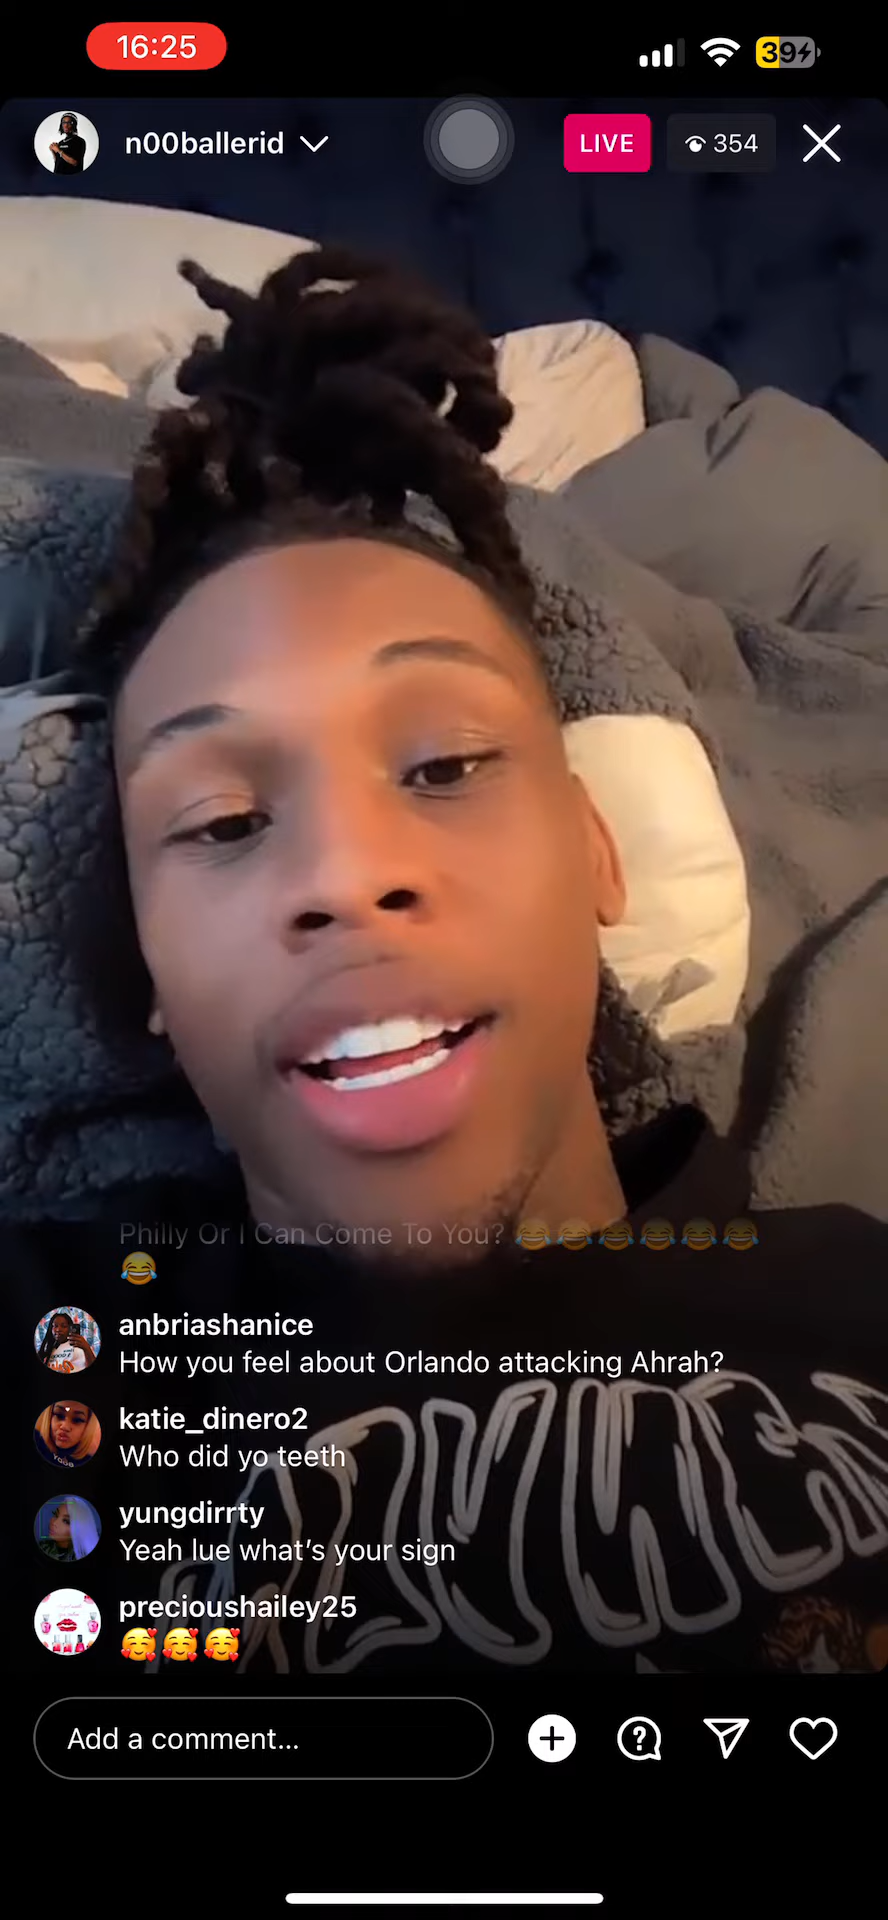 16:25
39
n00ballerid
LIVE
354
Philly Or I Can Come To You? 😂😂😂😂😂😂
😂
anbriashanice
How you feel about Orlando attacking Ahrah?
katie_dinero2
Who did yo teeth
yungdirrty
Yeah lue what's your sign
precioushailey25
🥰🥰🥰
Add a comment...